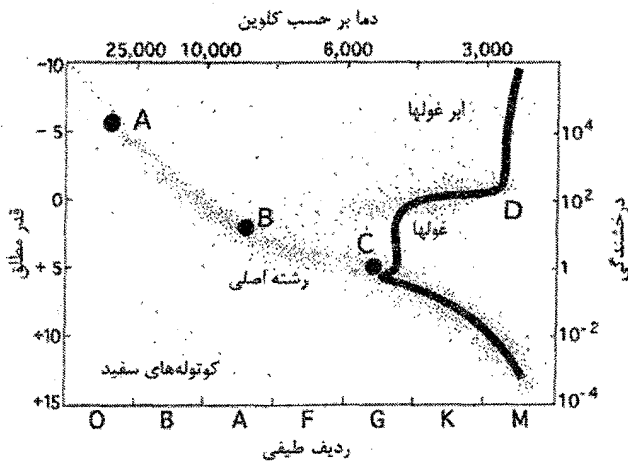 دما بر حسب کلوین
25,000 10,000 6,000 3,000
-10
-5
0
+5
+10
+15
قدر مطلق
10⁴
10²
1
10⁻²
10⁻⁴
درخشندگی
A
B
C
D
ابر غولها
غولها
رشته اصلی
کوتوله‌های سفید
O B A F G K M
ردیف طیفی